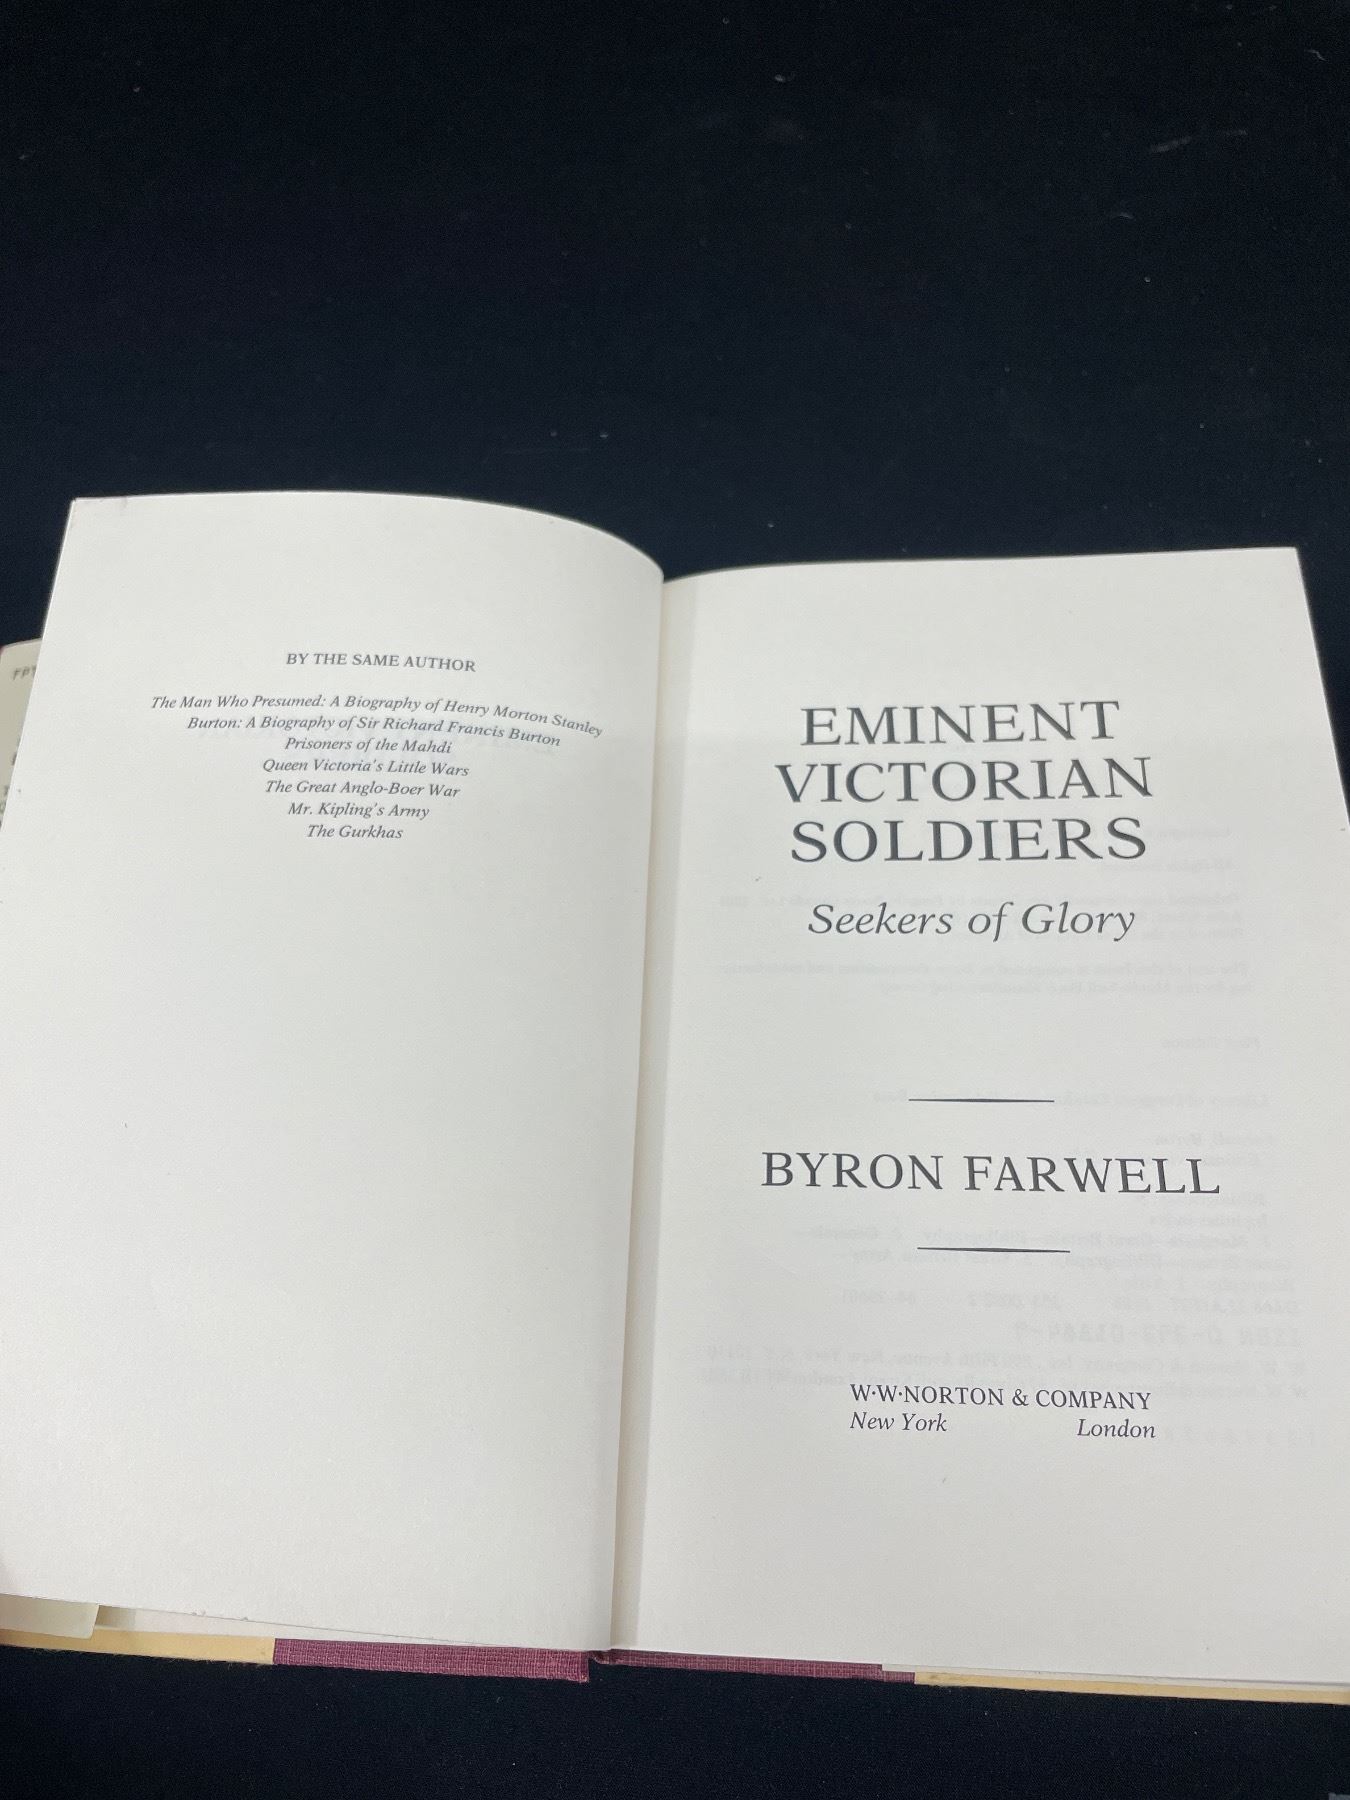 BY THE SAME AUTHOR
The Man Who Presumed: A Biography of Henry Morton Stanley
Burton: A Biography of Sir Richard Francis Burton
Prisoners of the Mahdi
Queen Victoria's Little Wars
The Great Anglo-Boer War
Mr. Kipling's Army
The Gurkhas
EMINENT
VICTORIAN
SOLDIERS
Seekers of Glory
BYRON FARWELL
W·W·NORTON & COMPANY
New York London